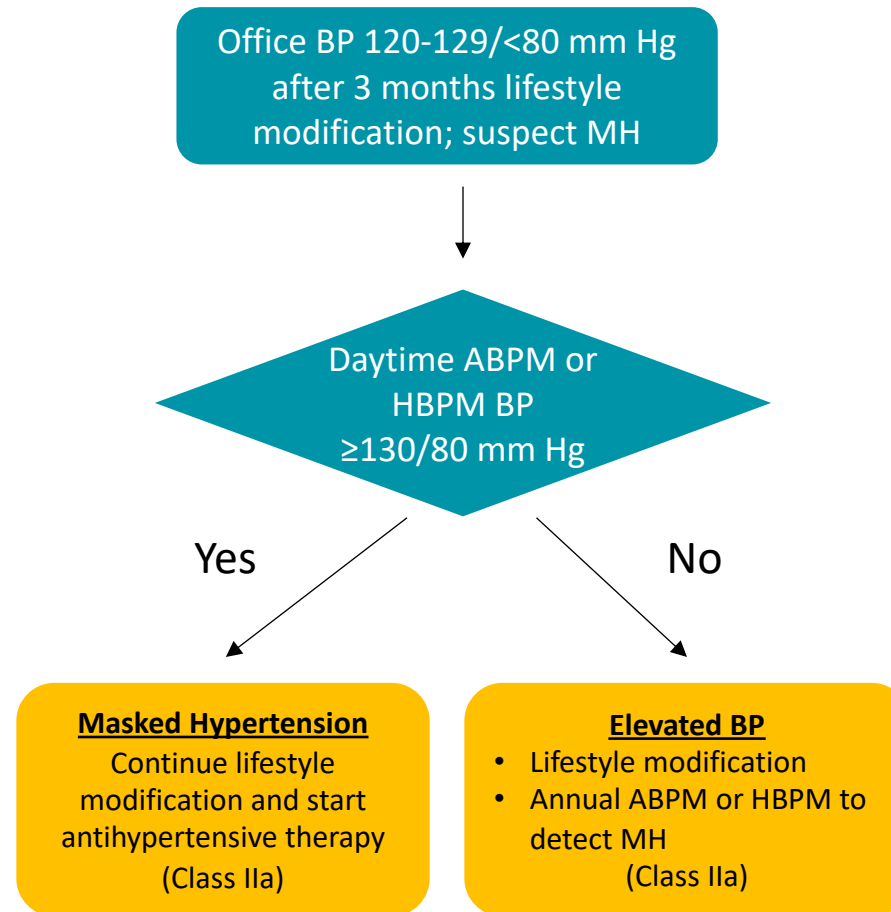 Office BP 120-129/<80 mm Hg
after 3 months lifestyle
modification; suspect MH
Daytime ABPM or
HBPM BP
≥130/80 mm Hg
Yes
No
Masked Hypertension
Continue lifestyle
modification and start
antihypertensive therapy
(Class IIa)
Elevated BP
• Lifestyle modification
• Annual ABPM or HBPM to
detect MH
(Class IIa)